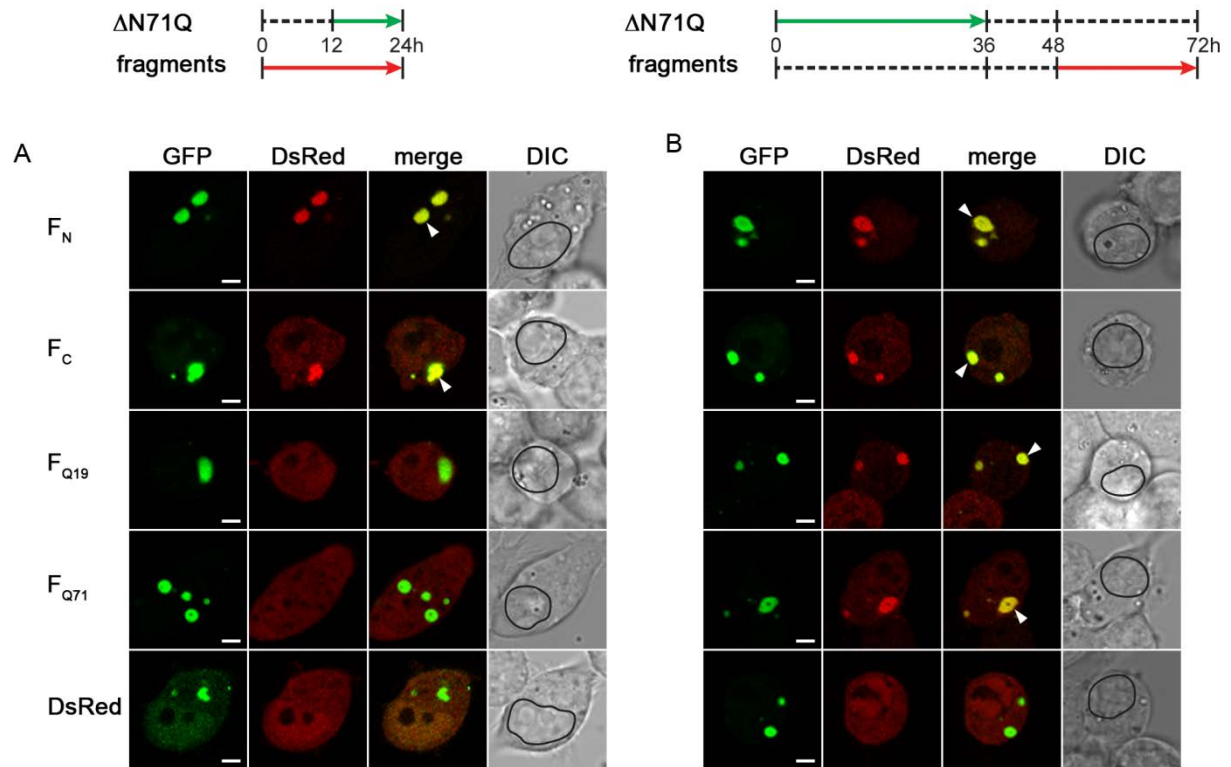 ΔN71Q
0 12 24h
fragments
ΔN71Q
0 36 48 72h
fragments
A
GFP DsRed merge DIC
B
GFP DsRed merge DIC
FN
FC
FQ19
FQ71
DsRed